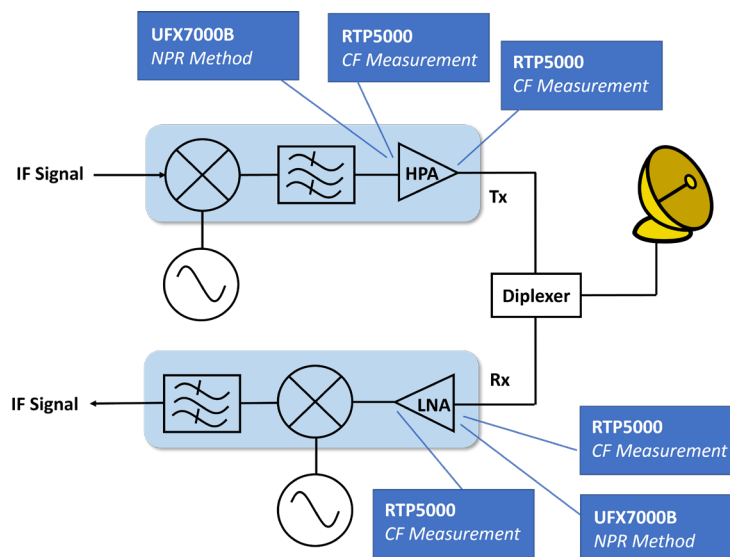 UFX7000B
NPR Method
RTP5000
CF Measurement
RTP5000
CF Measurement
IF Signal
HPA
Tx
Diplexer
Rx
IF Signal
LNA
RTP5000
CF Measurement
RTP5000
CF Measurement
UFX7000B
NPR Method